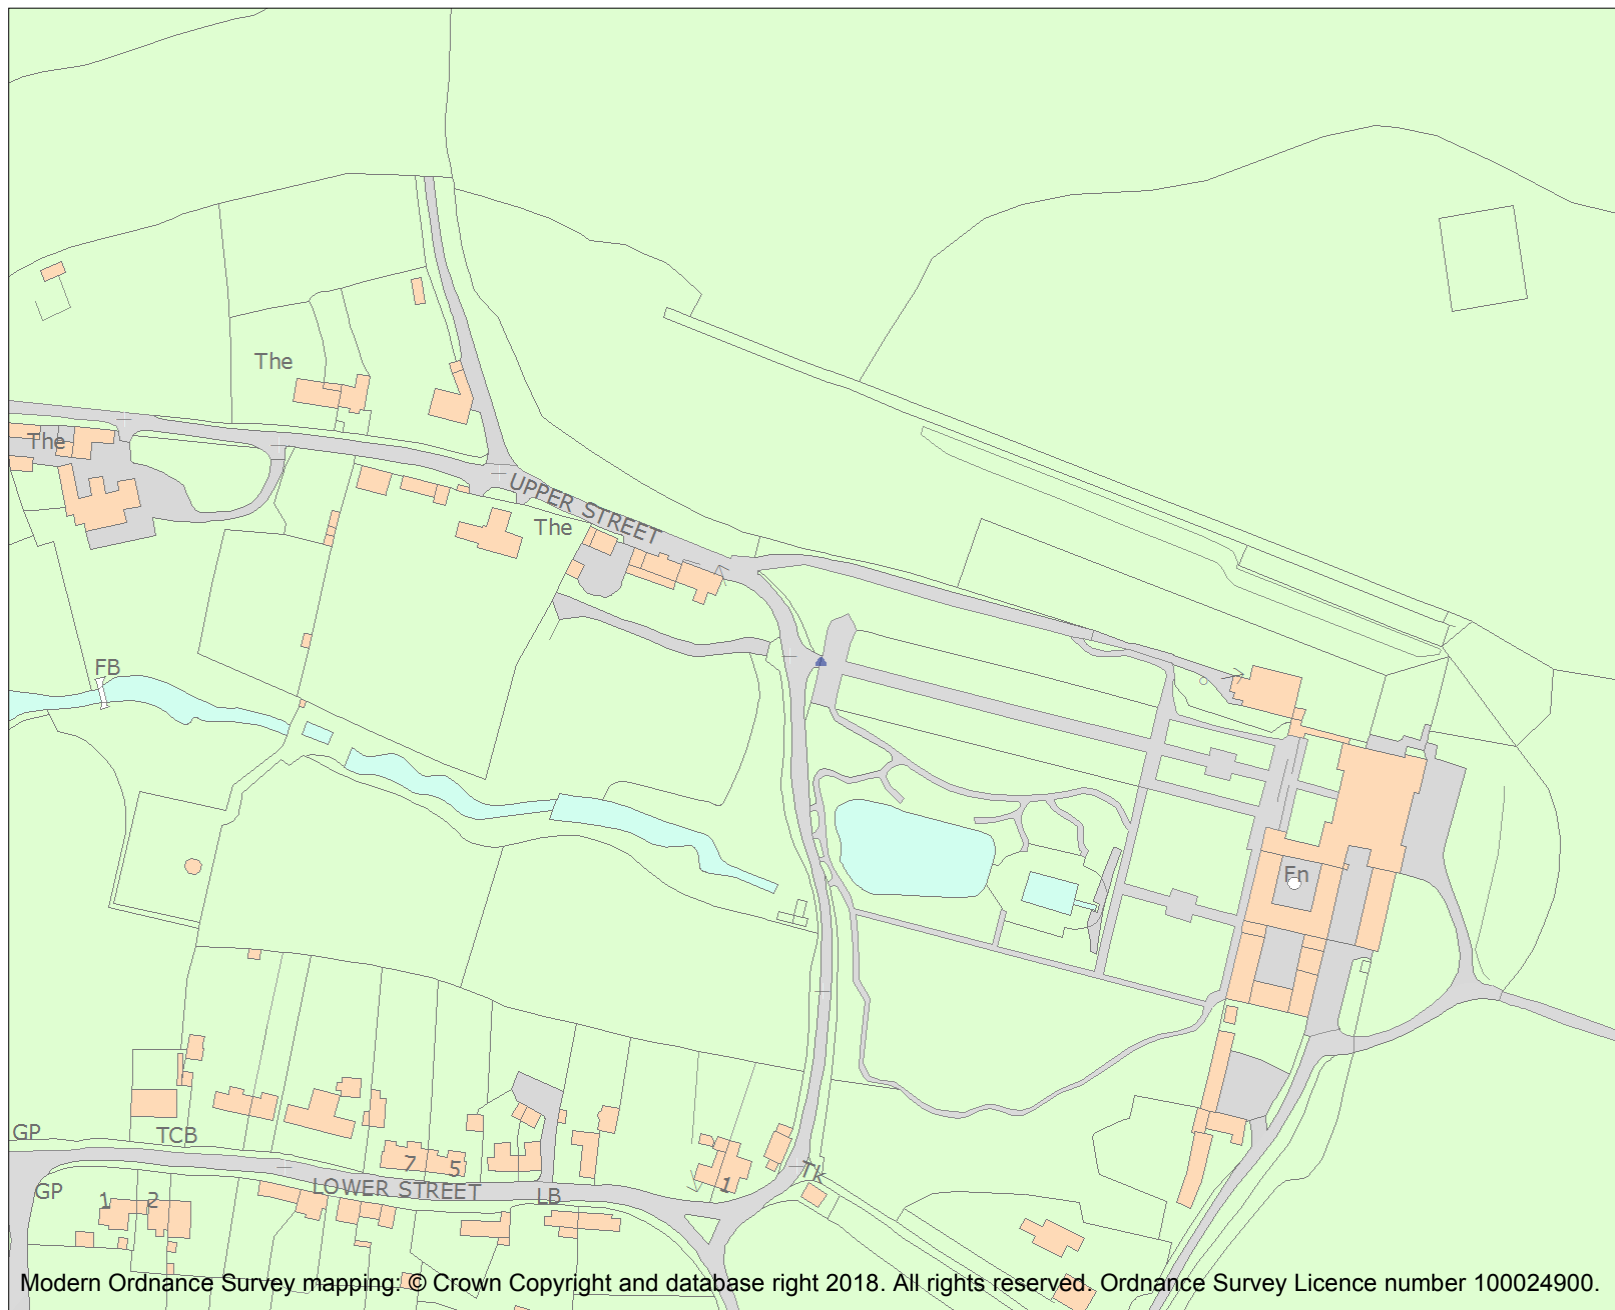 The
The
UPPER STREET
The
FB
Fn
GP
TCB
7
5
GP
1
2
LOWER STREET
LB
1
Tk
Modern Ordnance Survey mapping: © Crown Copyright and database right 2018. All rights reserved. Ordnance Survey Licence number 100024900.